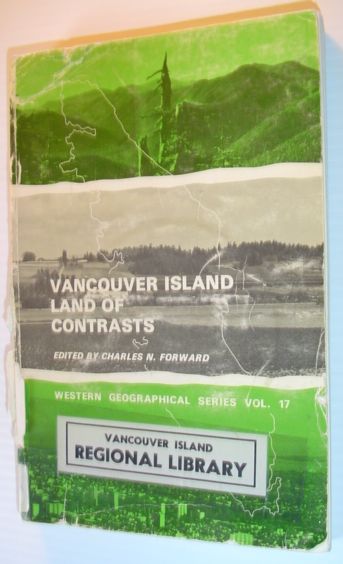 VANCOUVER ISLAND
LAND OF
CONTRASTS
EDITED BY CHARLES N. FORWARD
WESTERN GEOGRAPHICAL SERIES VOL. 17
VANCOUVER ISLAND
REGIONAL LIBRARY